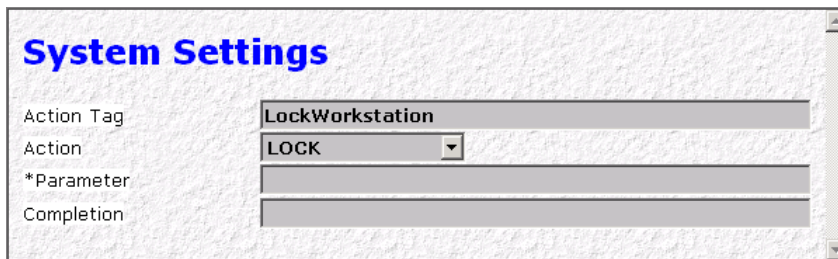 System Settings
Action Tag LockWorkstation
Action LOCK
*Parameter
Completion